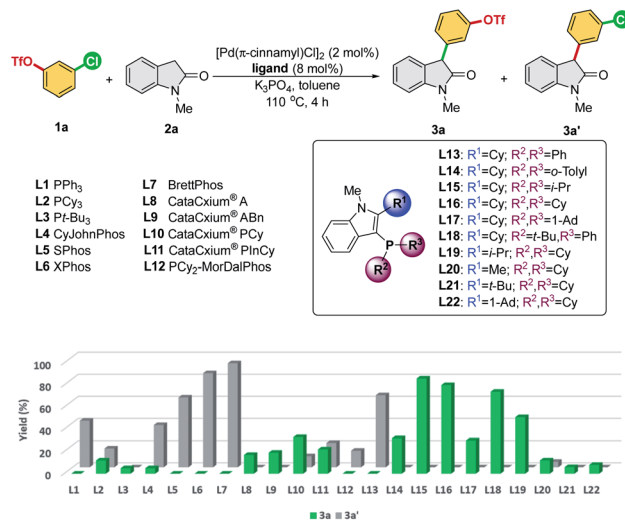 TfO
Cl
1a
+
N
Me
O
2a
[Pd(π-cinnamyl)Cl]2 (2 mol%)
ligand (8 mol%)
K3PO4, toluene
110 °C, 4 h
OTf
N
Me
O
3a
+
Cl
N
Me
O
3a'
L1 PPh3
L2 PCy3
L3 Pt-Bu3
L4 CyJohnPhos
L5 SPhos
L6 XPhos
L7 BrettPhos
L8 CataCxium® A
L9 CataCxium® ABn
L10 CataCxium® PCy
L11 CataCxium® PInCy
L12 PCy2-MorDalPhos
Me
N
R1
P
R3
R2
L13: R1=Cy; R2,R3=Ph
L14: R1=Cy; R2,R3=o-Tolyl
L15: R1=Cy; R2,R3=i-Pr
L16: R1=Cy; R2,R3=Cy
L17: R1=Cy; R2,R3=1-Ad
L18: R1=Cy; R2=t-Bu,R3=Ph
L19: R1=i-Pr; R2,R3=Cy
L20: R1=Me; R2,R3=Cy
L21: R1=t-Bu; R2,R3=Cy
L22: R1=1-Ad; R2,R3=Cy
Yield (%)
100
80
60
40
20
0
L1 L2 L3 L4 L5 L6 L7 L8 L9 L10 L11 L12 L13 L14 L15 L16 L17 L18 L19 L20 L21 L22
3a 3a'